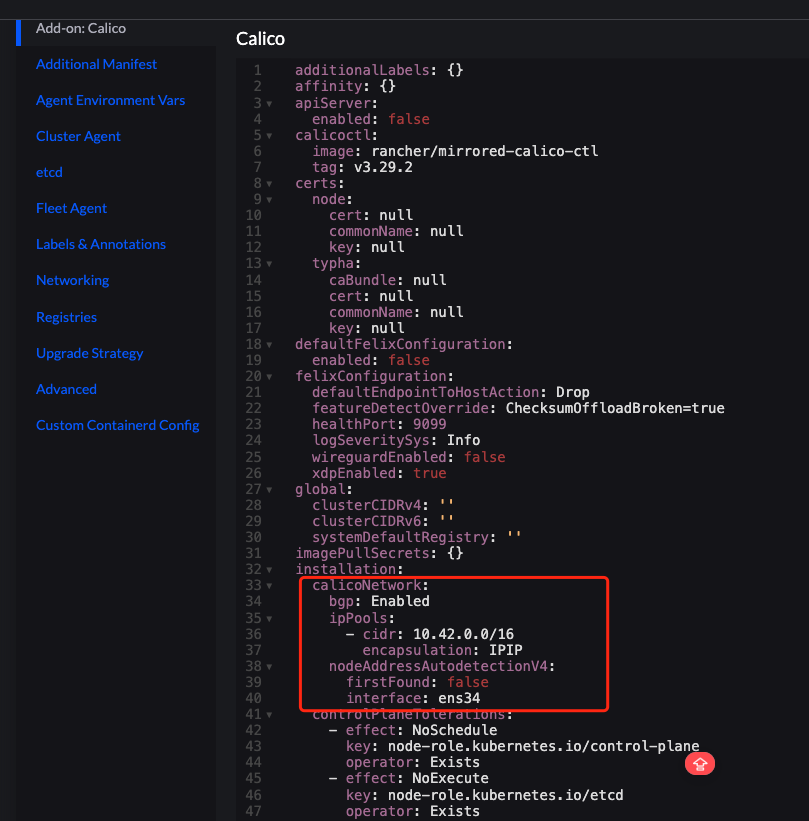 Add-on: Calico
Additional Manifest
Agent Environment Vars
Cluster Agent
etcd
Fleet Agent
Labels & Annotations
Networking
Registries
Upgrade Strategy
Advanced
Custom Containerd Config
Calico
1 additionalLabels: {}
2 affinity: {}
3 apiServer:
4   enabled: false
5 calicoctl:
6   image: rancher/mirrored-calico-ctl
7   tag: v3.29.2
8 certs:
9   node:
10     cert: null
11     commonName: null
12     key: null
13   typha:
14     caBundle: null
15     cert: null
16     commonName: null
17     key: null
18 defaultFelixConfiguration:
19   enabled: false
20 felixConfiguration:
21   defaultEndpointToHostAction: Drop
22   featureDetectOverride: ChecksumOffloadBroken=true
23   healthPort: 9099
24   logSeveritySys: Info
25   wireguardEnabled: false
26   xdpEnabled: true
27 global:
28   clusterCIDRv4: ''
29   clusterCIDRv6: ''
30   systemDefaultRegistry: ''
31 imagePullSecrets: {}
32 installation:
33   calicoNetwork:
34     bgp: Enabled
35     ipPools:
36       - cidr: 10.42.0.0/16
37         encapsulation: IPIP
38     nodeAddressAutodetectionV4:
39       firstFound: false
40       interface: ens34
41   controlPlaneTolerations:
42     - effect: NoSchedule
43       key: node-role.kubernetes.io/control-plane
44       operator: Exists
45     - effect: NoExecute
46       key: node-role.kubernetes.io/etcd
47       operator: Exists